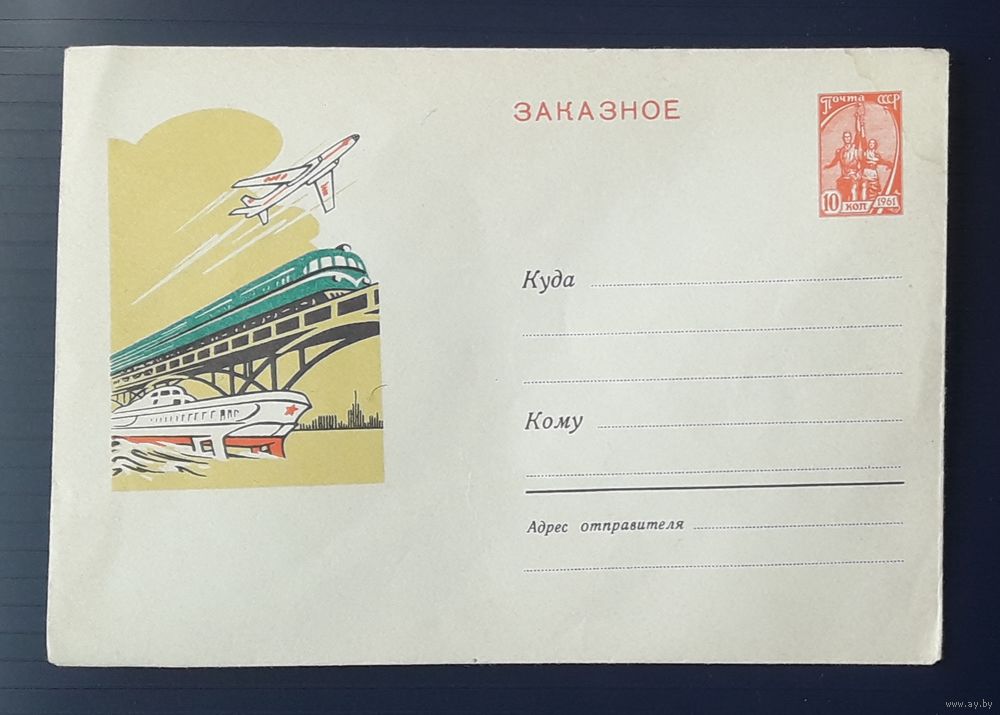 ЗАКАЗНОЕ
Почта СССР
10 коп 1961
Куда
Кому
Адрес отправителя
www.ay.by